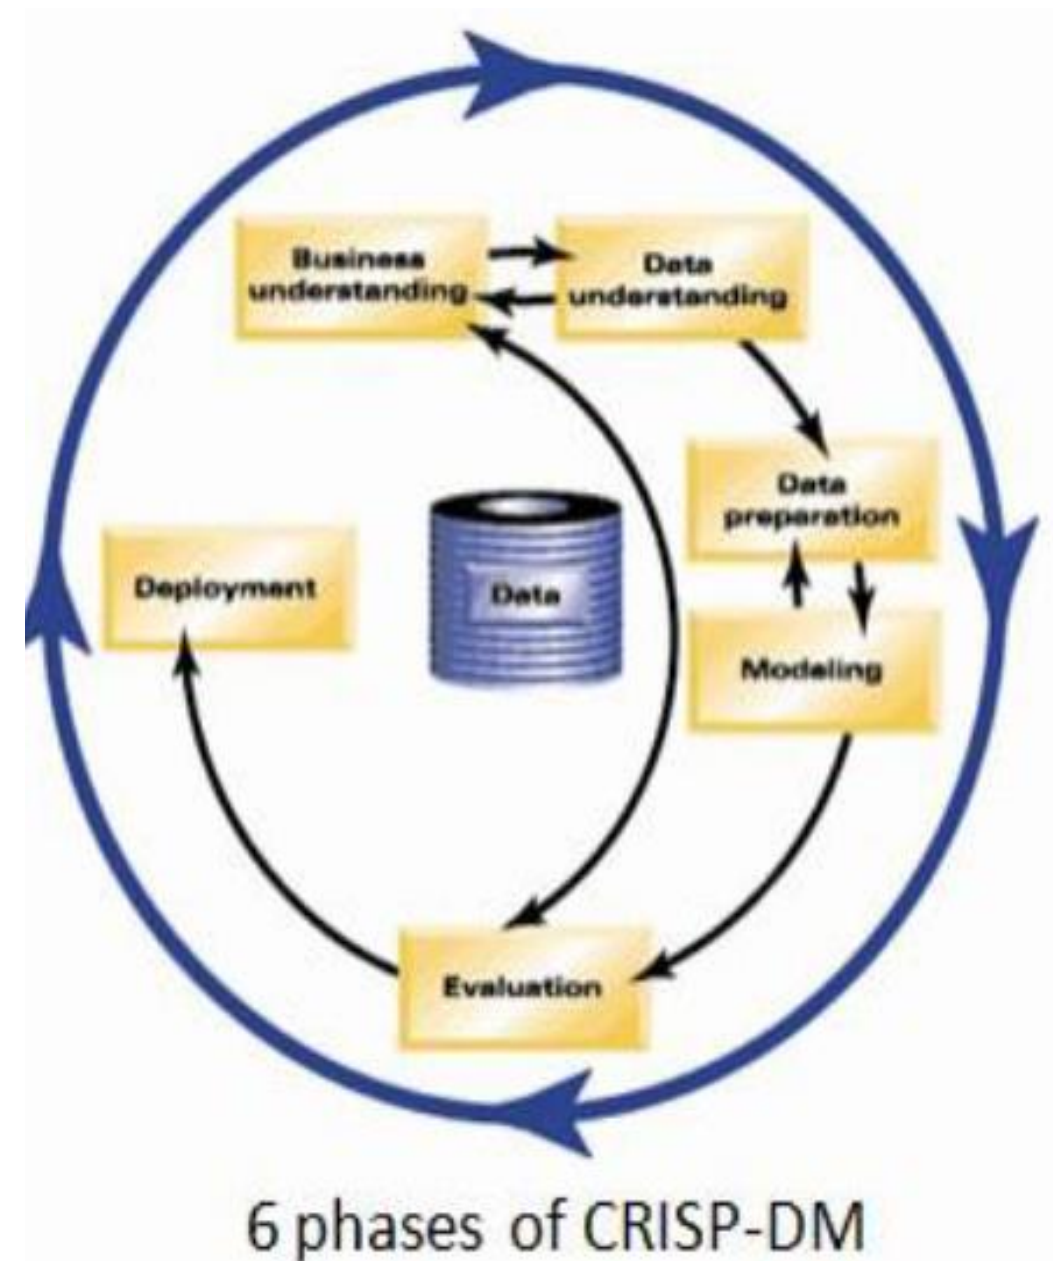 Business
understanding
Data
understanding
Data
preparation
Deployment
Data
Modeling
Evaluation
6 phases of CRISP-DM